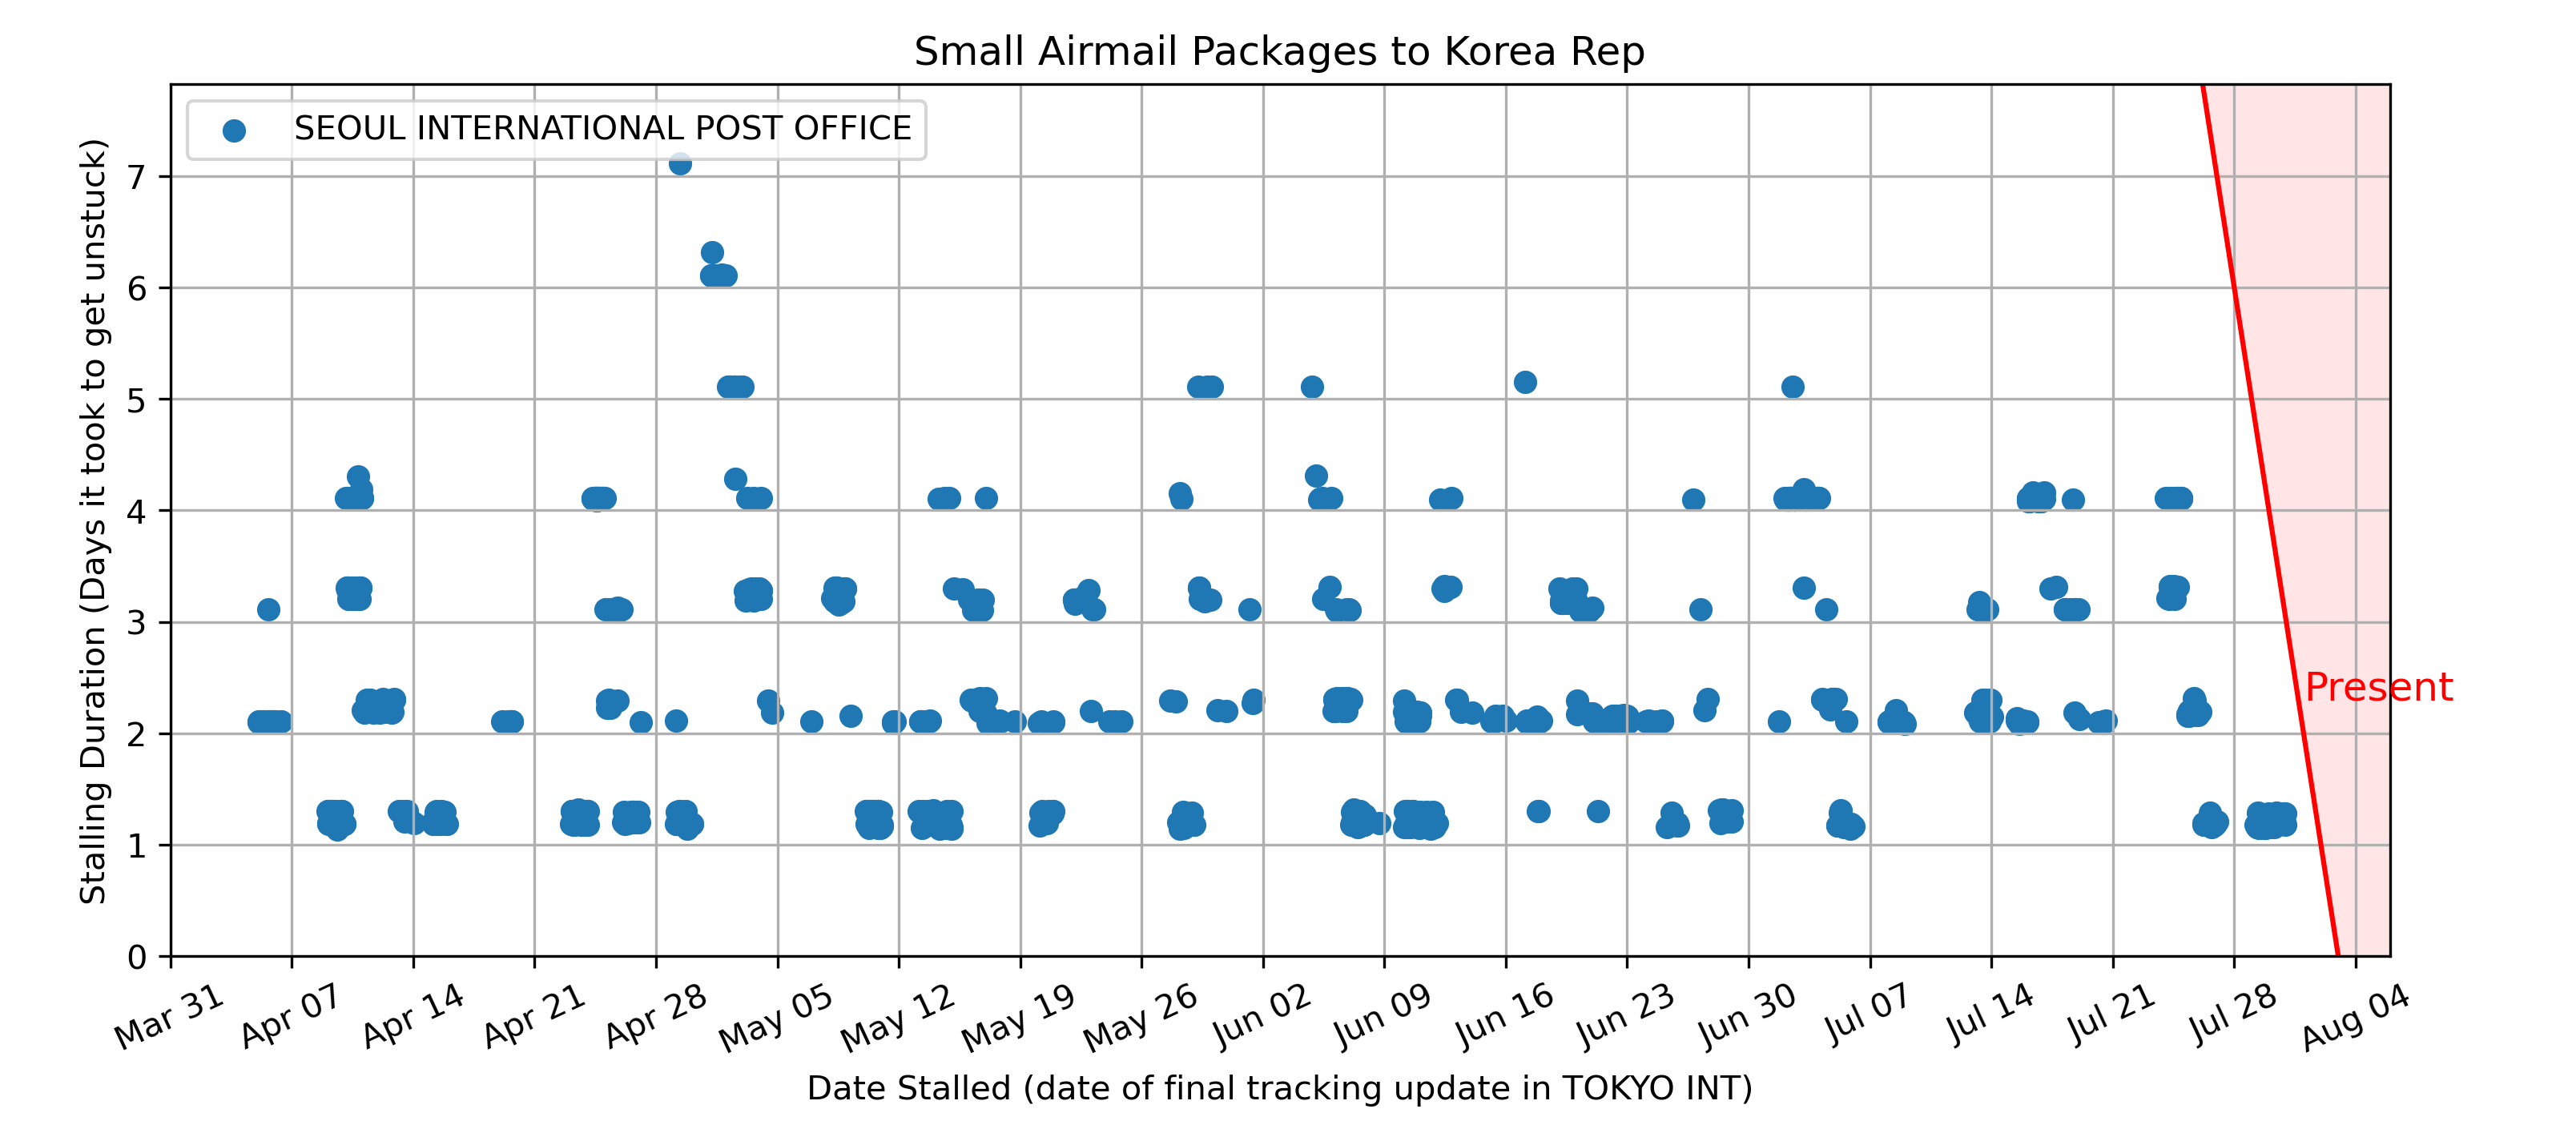 Small Airmail Packages to Korea Rep
SEOUL INTERNATIONAL POST OFFICE
Stalling Duration (Days it took to get unstuck)
7
6
5
4
3
2
1
0
Present
Mar 31
Apr 07
Apr 14
Apr 21
Apr 28
May 05
May 12
May 19
May 26
Jun 02
Jun 09
Jun 16
Jun 23
Jun 30
Jul 07
Jul 14
Jul 21
Jul 28
Aug 04
Date Stalled (date of final tracking update in TOKYO INT)